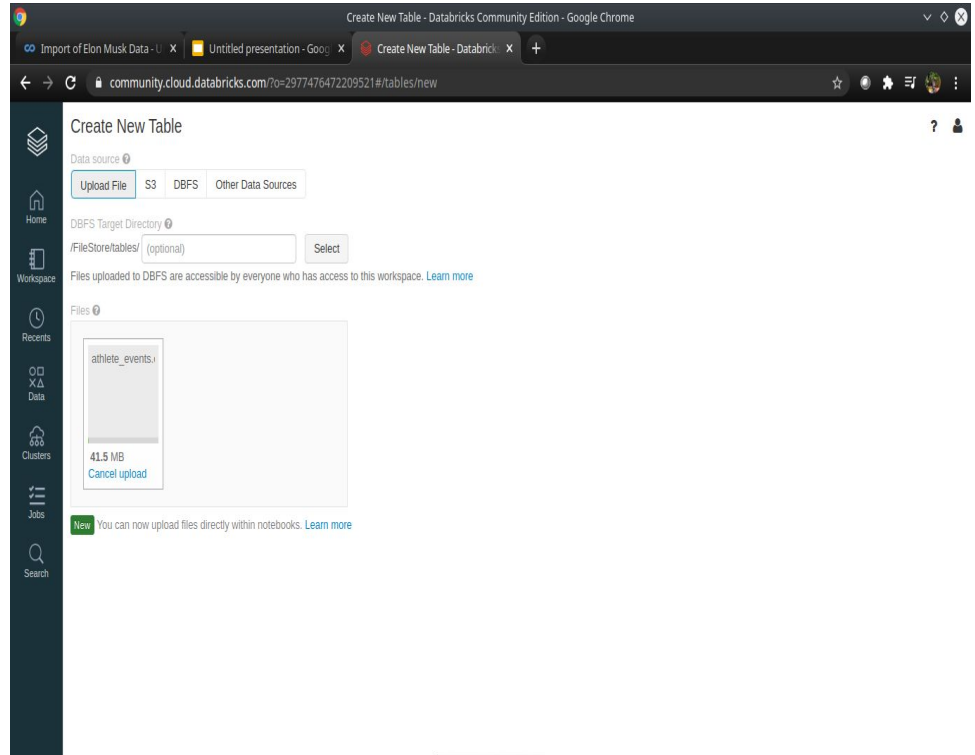 Create New Table - Databricks Community Edition - Google Chrome
Import of Elon Musk Data - U
Untitled presentation - Goog
Create New Table - Databricks
community.cloud.databricks.com/?o=2977476472209521#/tables/new
Create New Table
Data source
Upload File S3 DBFS Other Data Sources
DBFS Target Directory
/FileStore/tables/ (optional) Select
Files uploaded to DBFS are accessible by everyone who has access to this workspace. Learn more
Files
athlete_events.
41.5 MB
Cancel upload
New You can now upload files directly within notebooks. Learn more
Home
Workspace
Recents
Data
Clusters
Jobs
Search